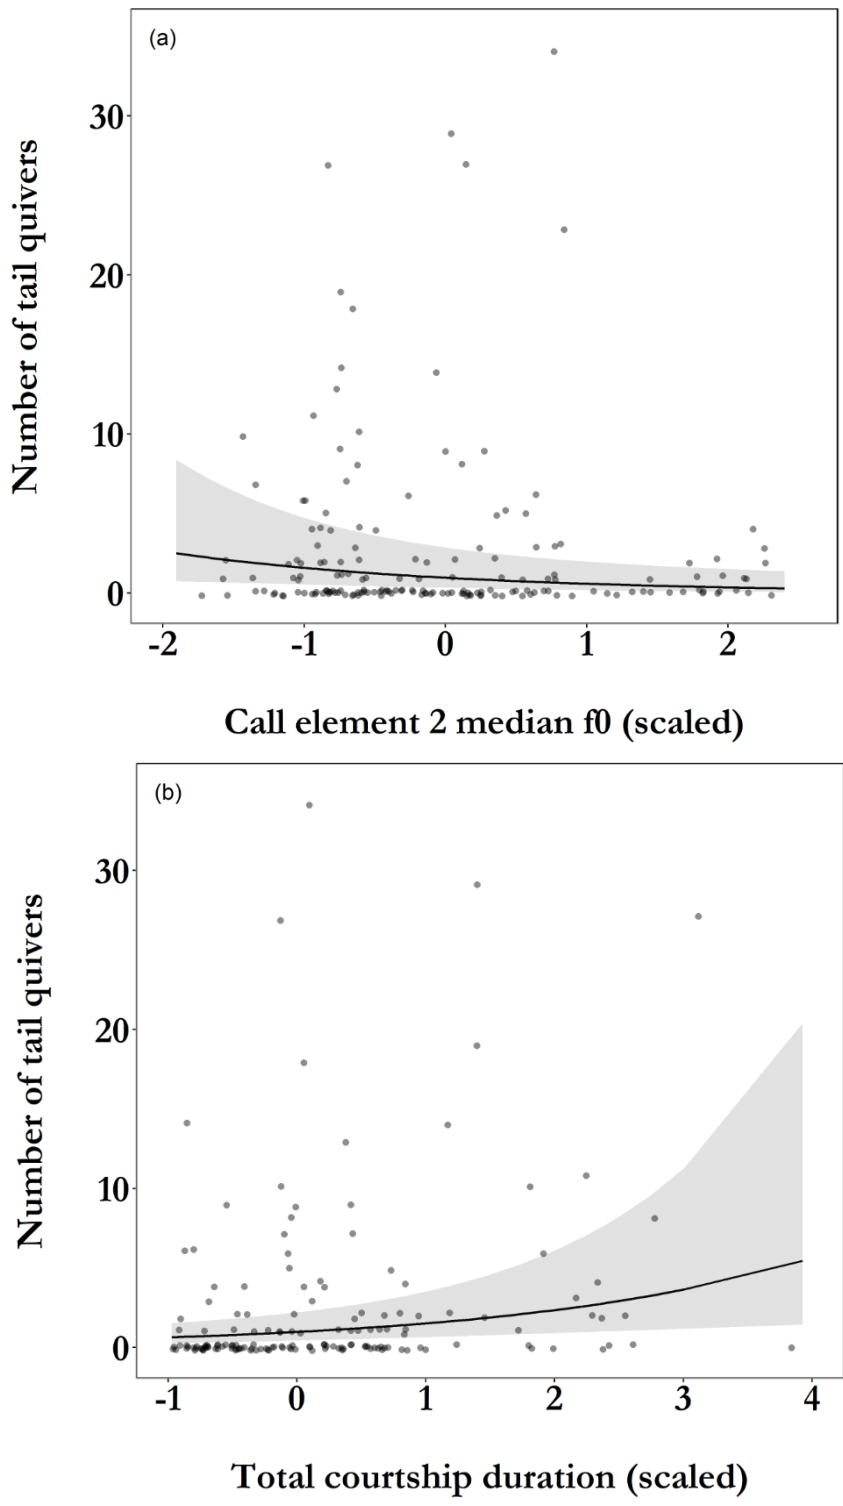 (a)
Number of tail quivers
30
20
10
0
-2 -1 0 1 2
Call element 2 median f0 (scaled)
(b)
Number of tail quivers
30
20
10
0
-1 0 1 2 3 4
Total courtship duration (scaled)